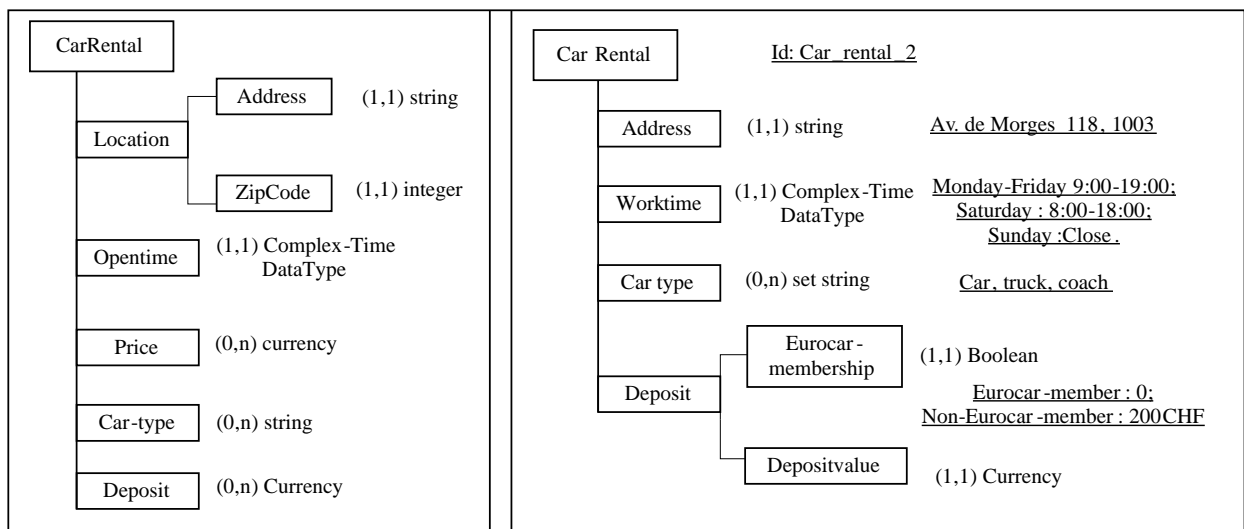 CarRental
Address
(1,1) string
Location
ZipCode
(1,1) integer
Opentime
(1,1) Complex-Time
DataType
Price
(0,n) currency
Car-type
(0,n) string
Deposit
(0,n) Currency
Car Rental
Id: Car_rental_2
Address
(1,1) string
Av. de Morges 118, 1003
Worktime
(1,1) Complex-Time
DataType
Monday-Friday 9:00-19:00;
Saturday : 8:00-18:00;
Sunday :Close.
Car type
(0,n) set string
Car, truck, coach
Eurocar-
membership
(1,1) Boolean
Deposit
Eurocar-member : 0;
Non-Eurocar-member : 200CHF
Depositvalue
(1,1) Currency